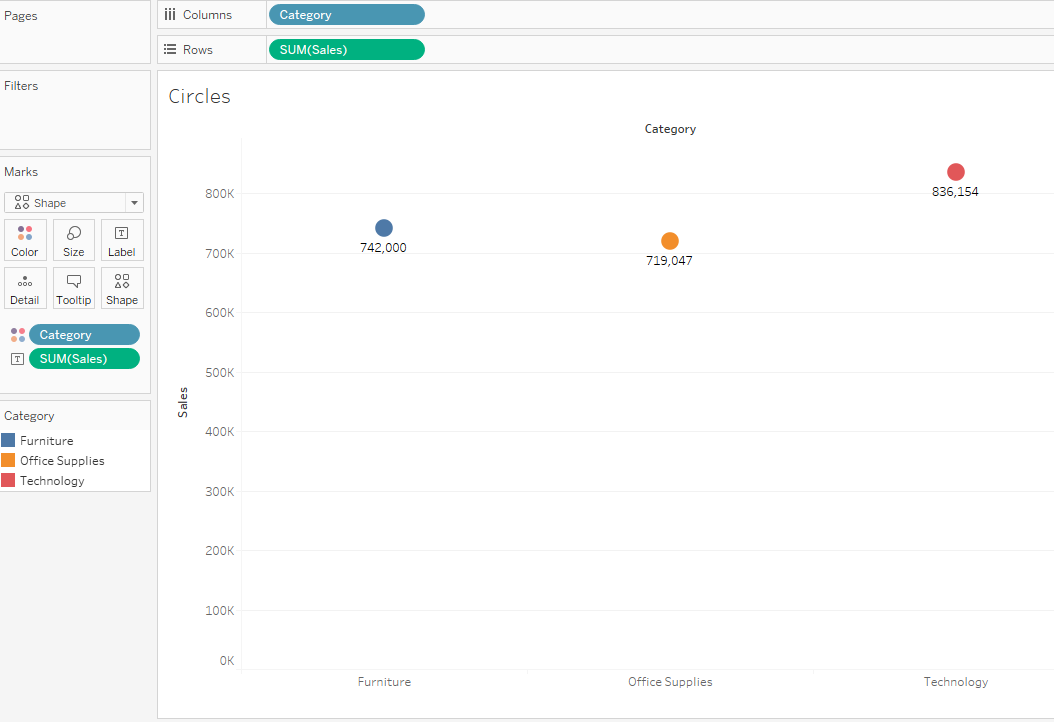 Pages
Columns
Category
Rows
SUM(Sales)
Filters
Marks
Shape
Color
Size
T
Label
Detail
Tooltip
Shape
Category
T
SUM(Sales)
Category
Furniture
Office Supplies
Technology
Circles
Category
Sales
800K
700K
600K
500K
400K
300K
200K
100K
0K
742,000
719,047
836,154
Furniture
Office Supplies
Technology